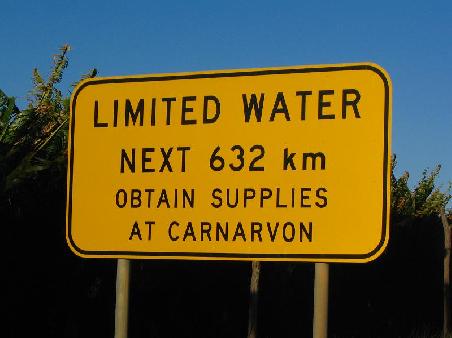 LIMITED WATER
NEXT 632 km
OBTAIN SUPPLIES
AT CARNARVON